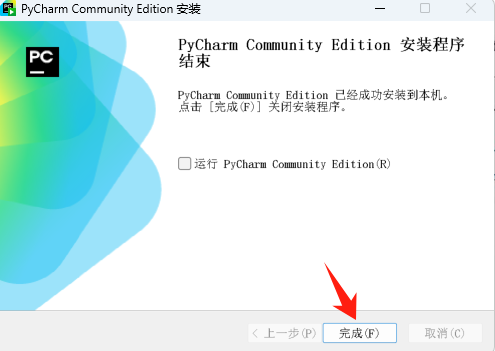 PyCharm Community Edition 安装
PC
PyCharm Community Edition 安装程序
结束
PyCharm Community Edition 已经成功安装到本机。
点击 [完成(F)] 关闭安装程序。
运行 PyCharm Community Edition(R)
< 上一步(P) 完成(F) 取消(C)